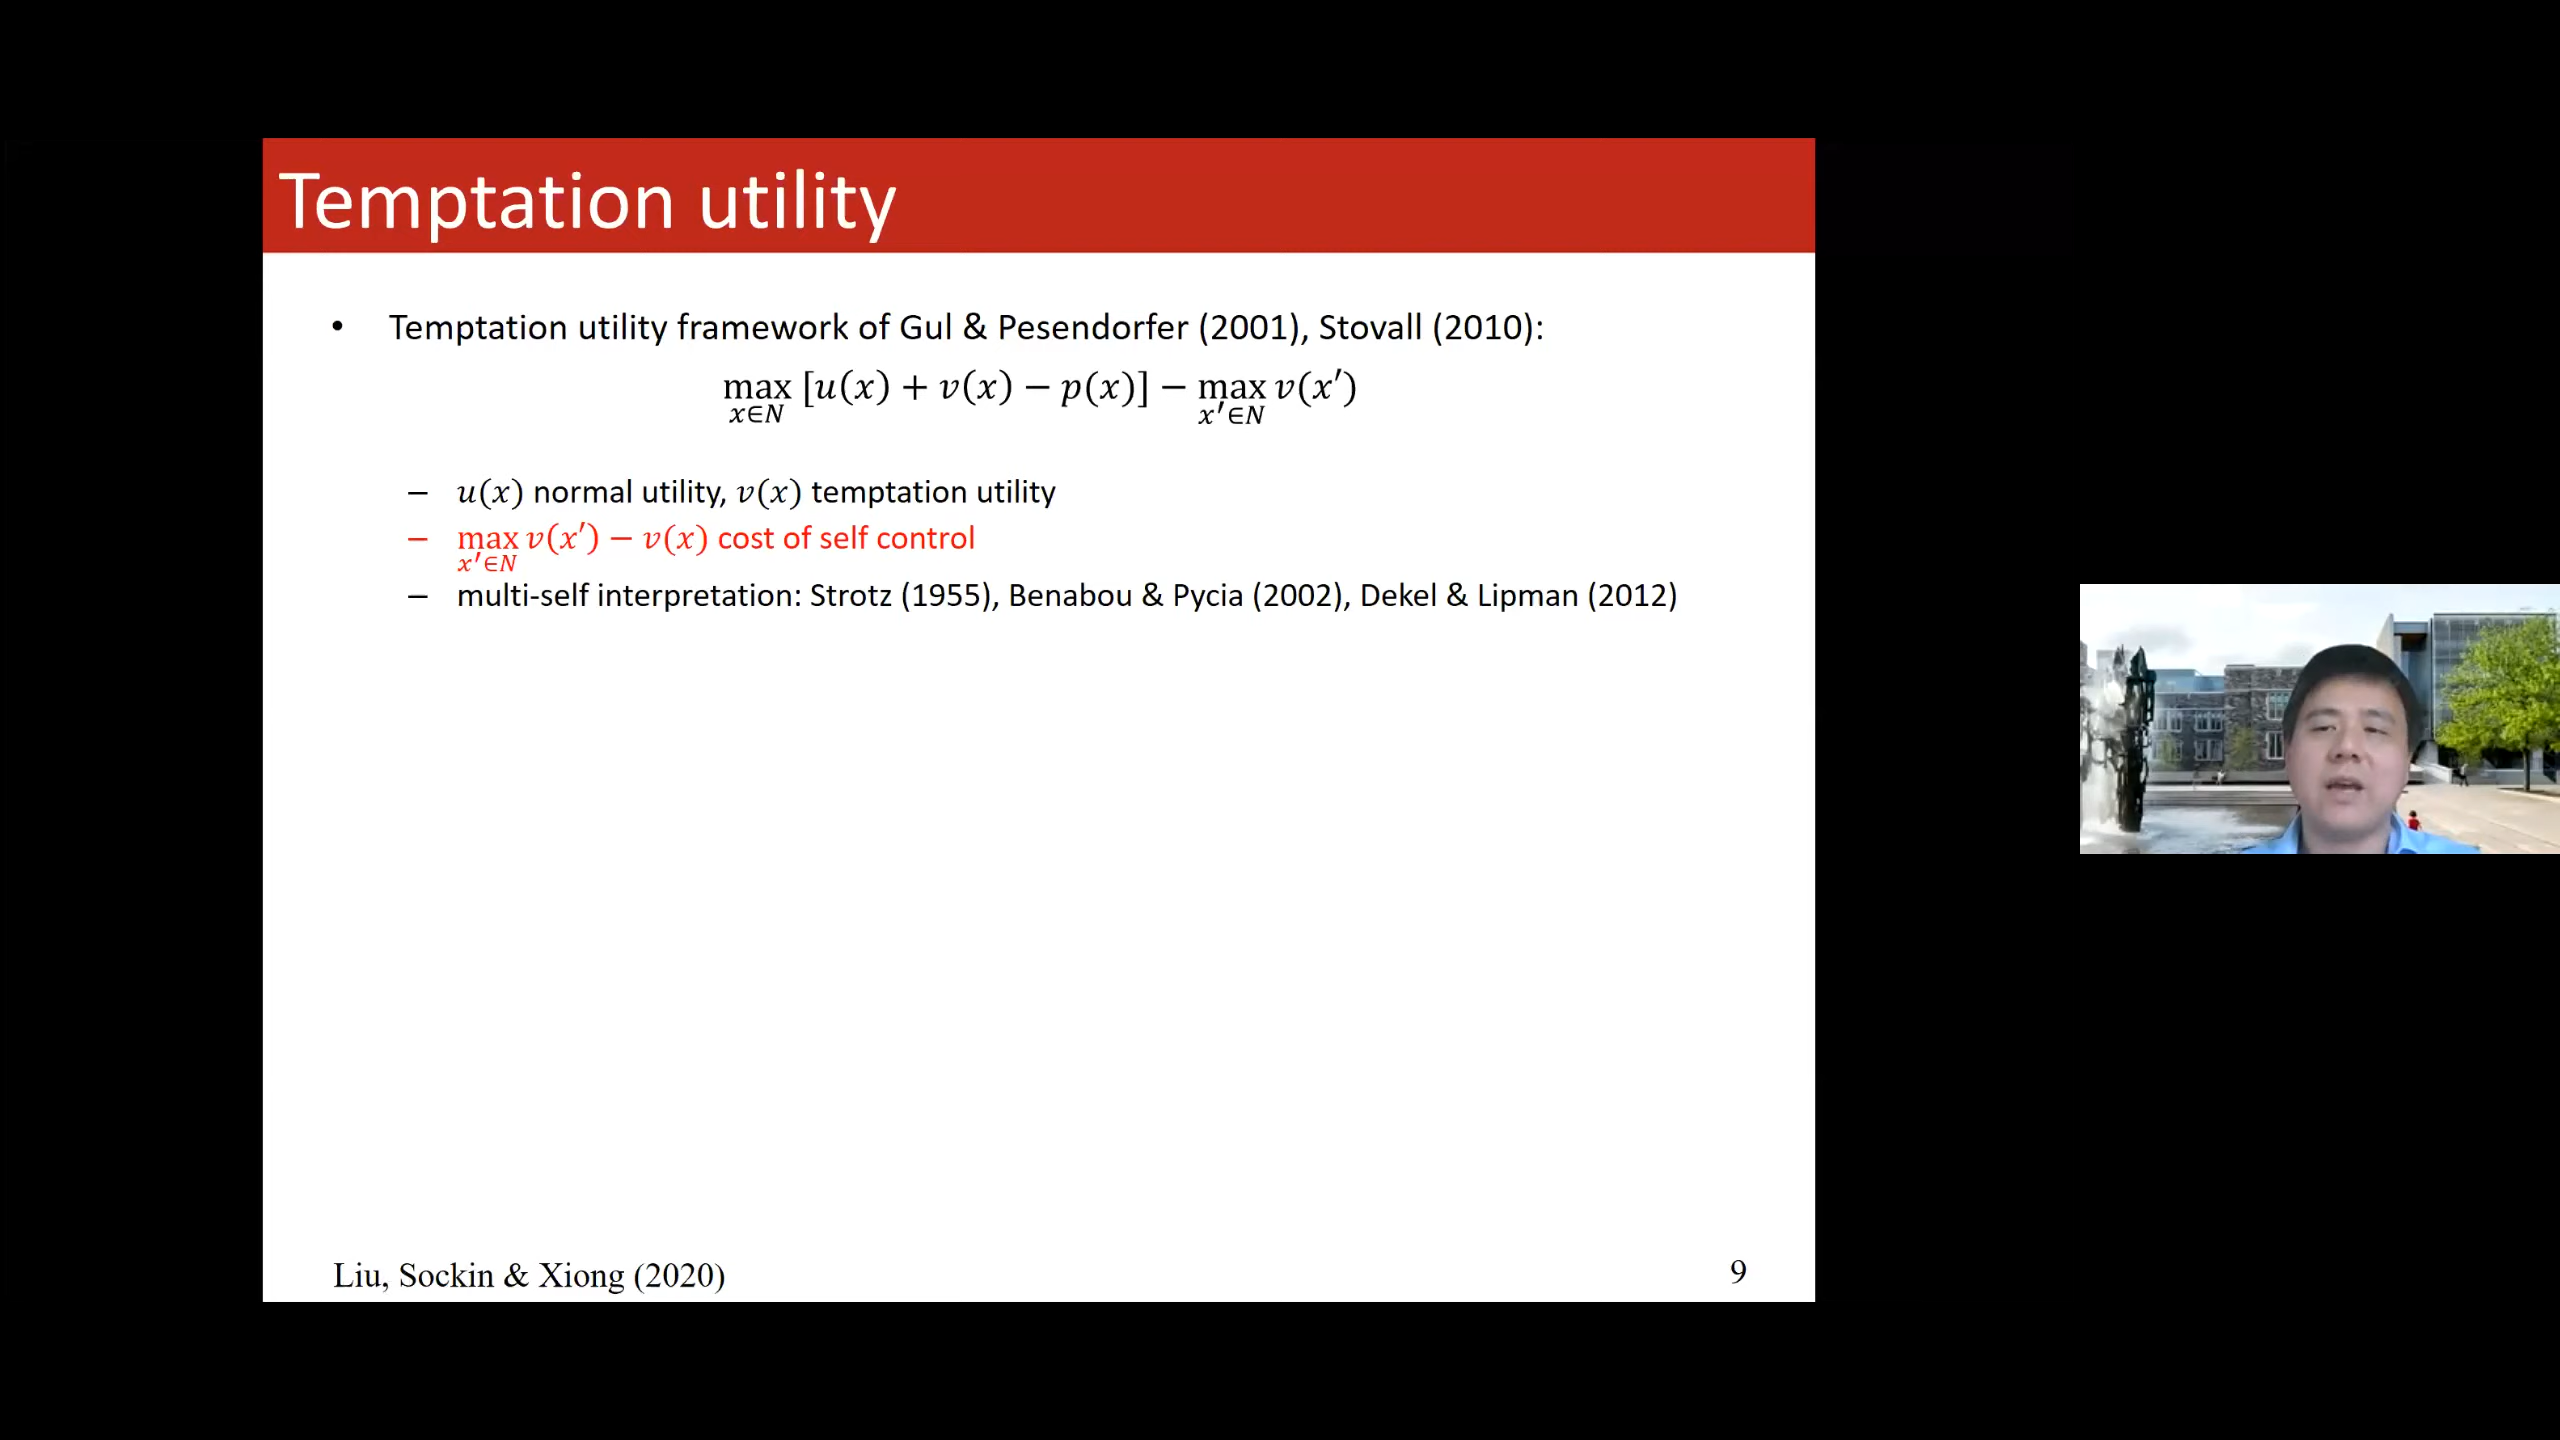 Temptation utility
• Temptation utility framework of Gul & Pesendorfer (2001), Stovall (2010):
max [u(x) + v(x) − p(x)] − max v(x′)
x∈N x′∈N
– u(x) normal utility, v(x) temptation utility
– max v(x′) − v(x) cost of self control
x′∈N
– multi-self interpretation: Strotz (1955), Benabou & Pycia (2002), Dekel & Lipman (2012)
Liu, Sockin & Xiong (2020)
9